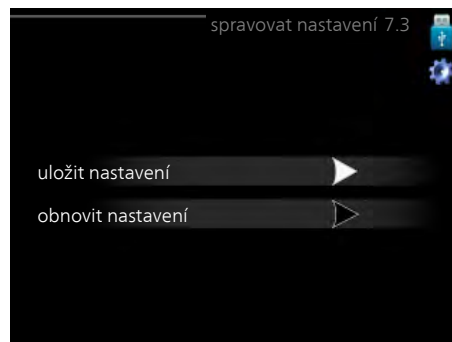 spravovat nastavení 7.3
uložit nastavení
obnovit nastavení